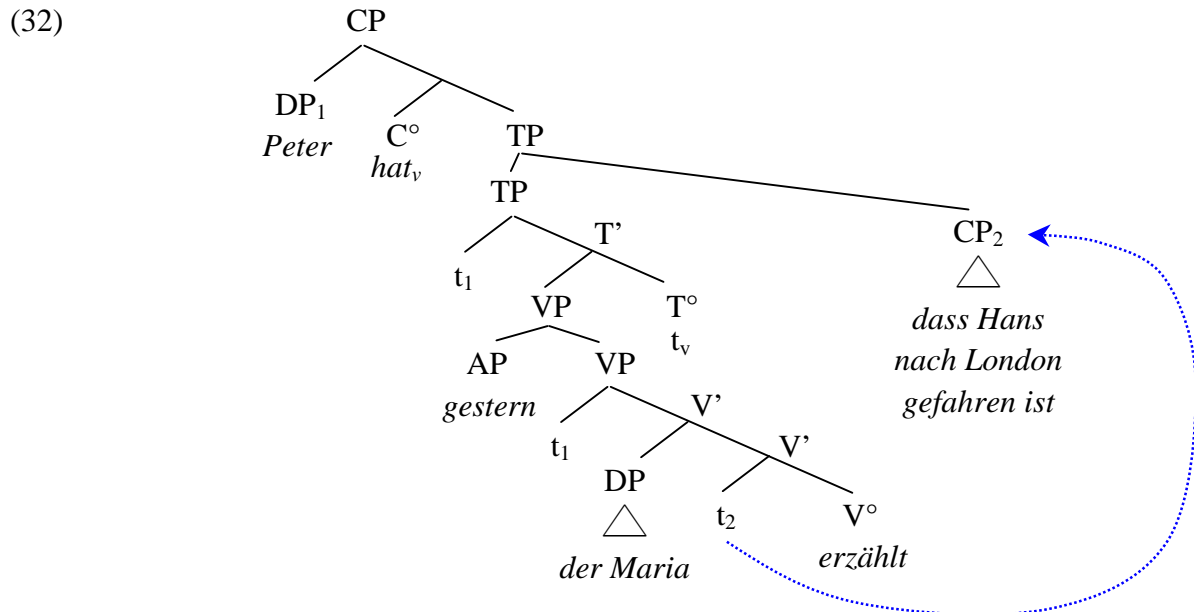 (32)
CP
DP₁
Peter
C°
hatᵥ
TP
TP
CP₂
t₁
T'
VP
T°
tᵥ
dass Hans
nach London
gefahren ist
AP
gestern
VP
t₁
V'
DP
der Maria
V'
t₂
V°
erzählt